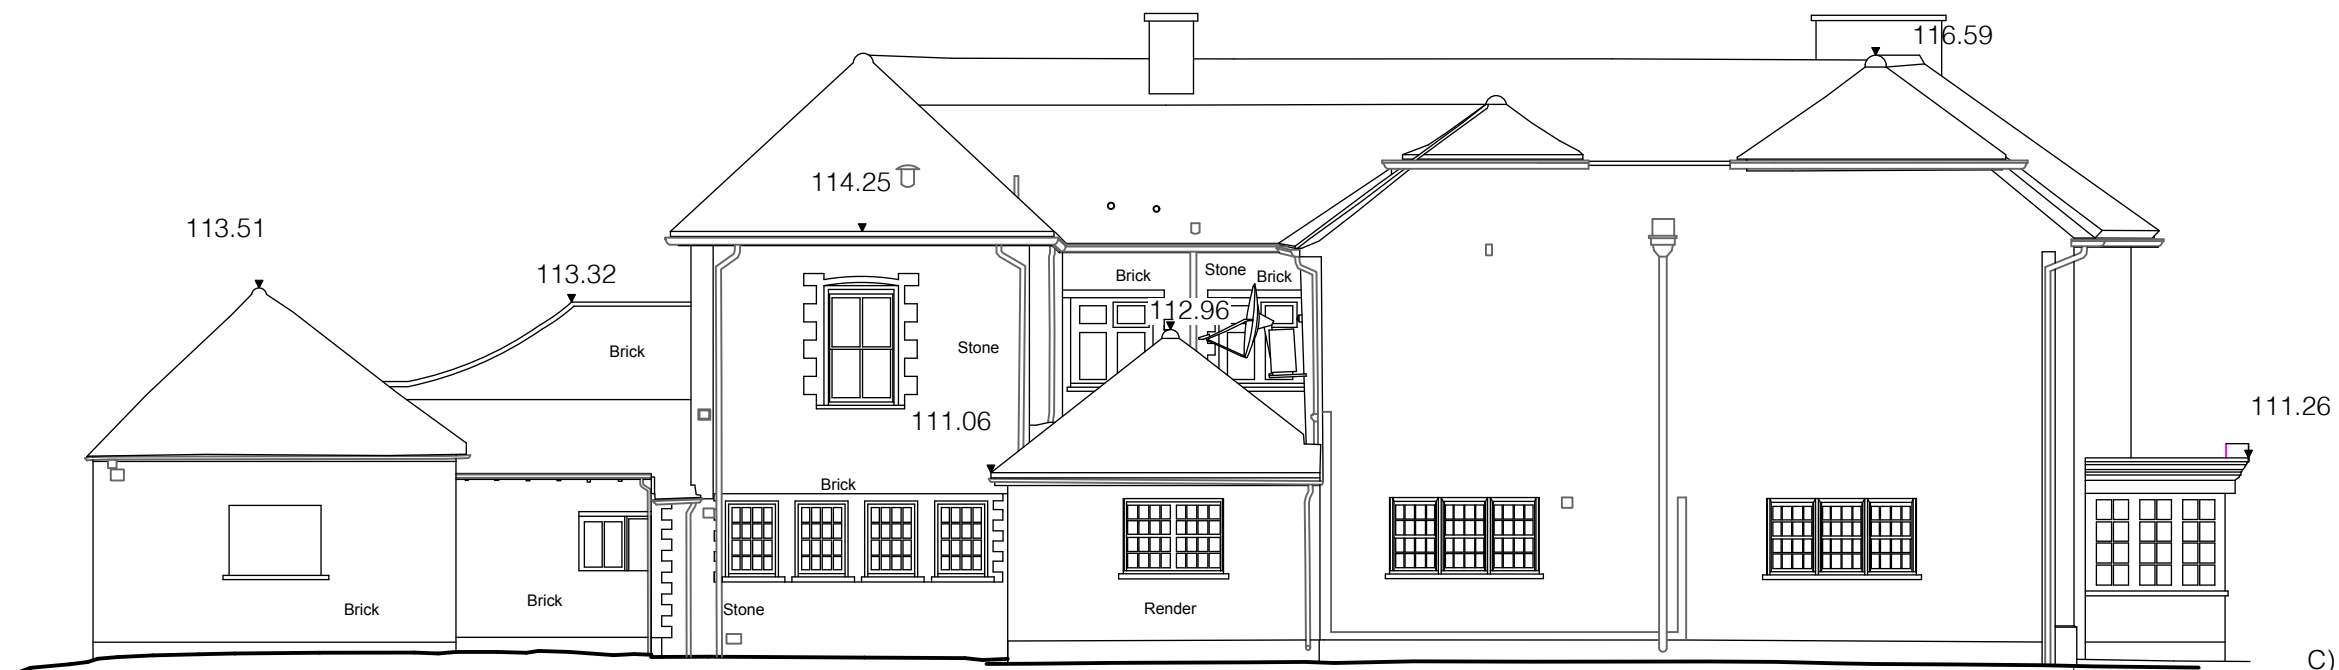 116.59
114.25
113.51
113.32
Brick
Stone
Brick
112.96
Brick
Stone
111.06
111.26
Brick
Brick
Brick
Stone
Render
C)